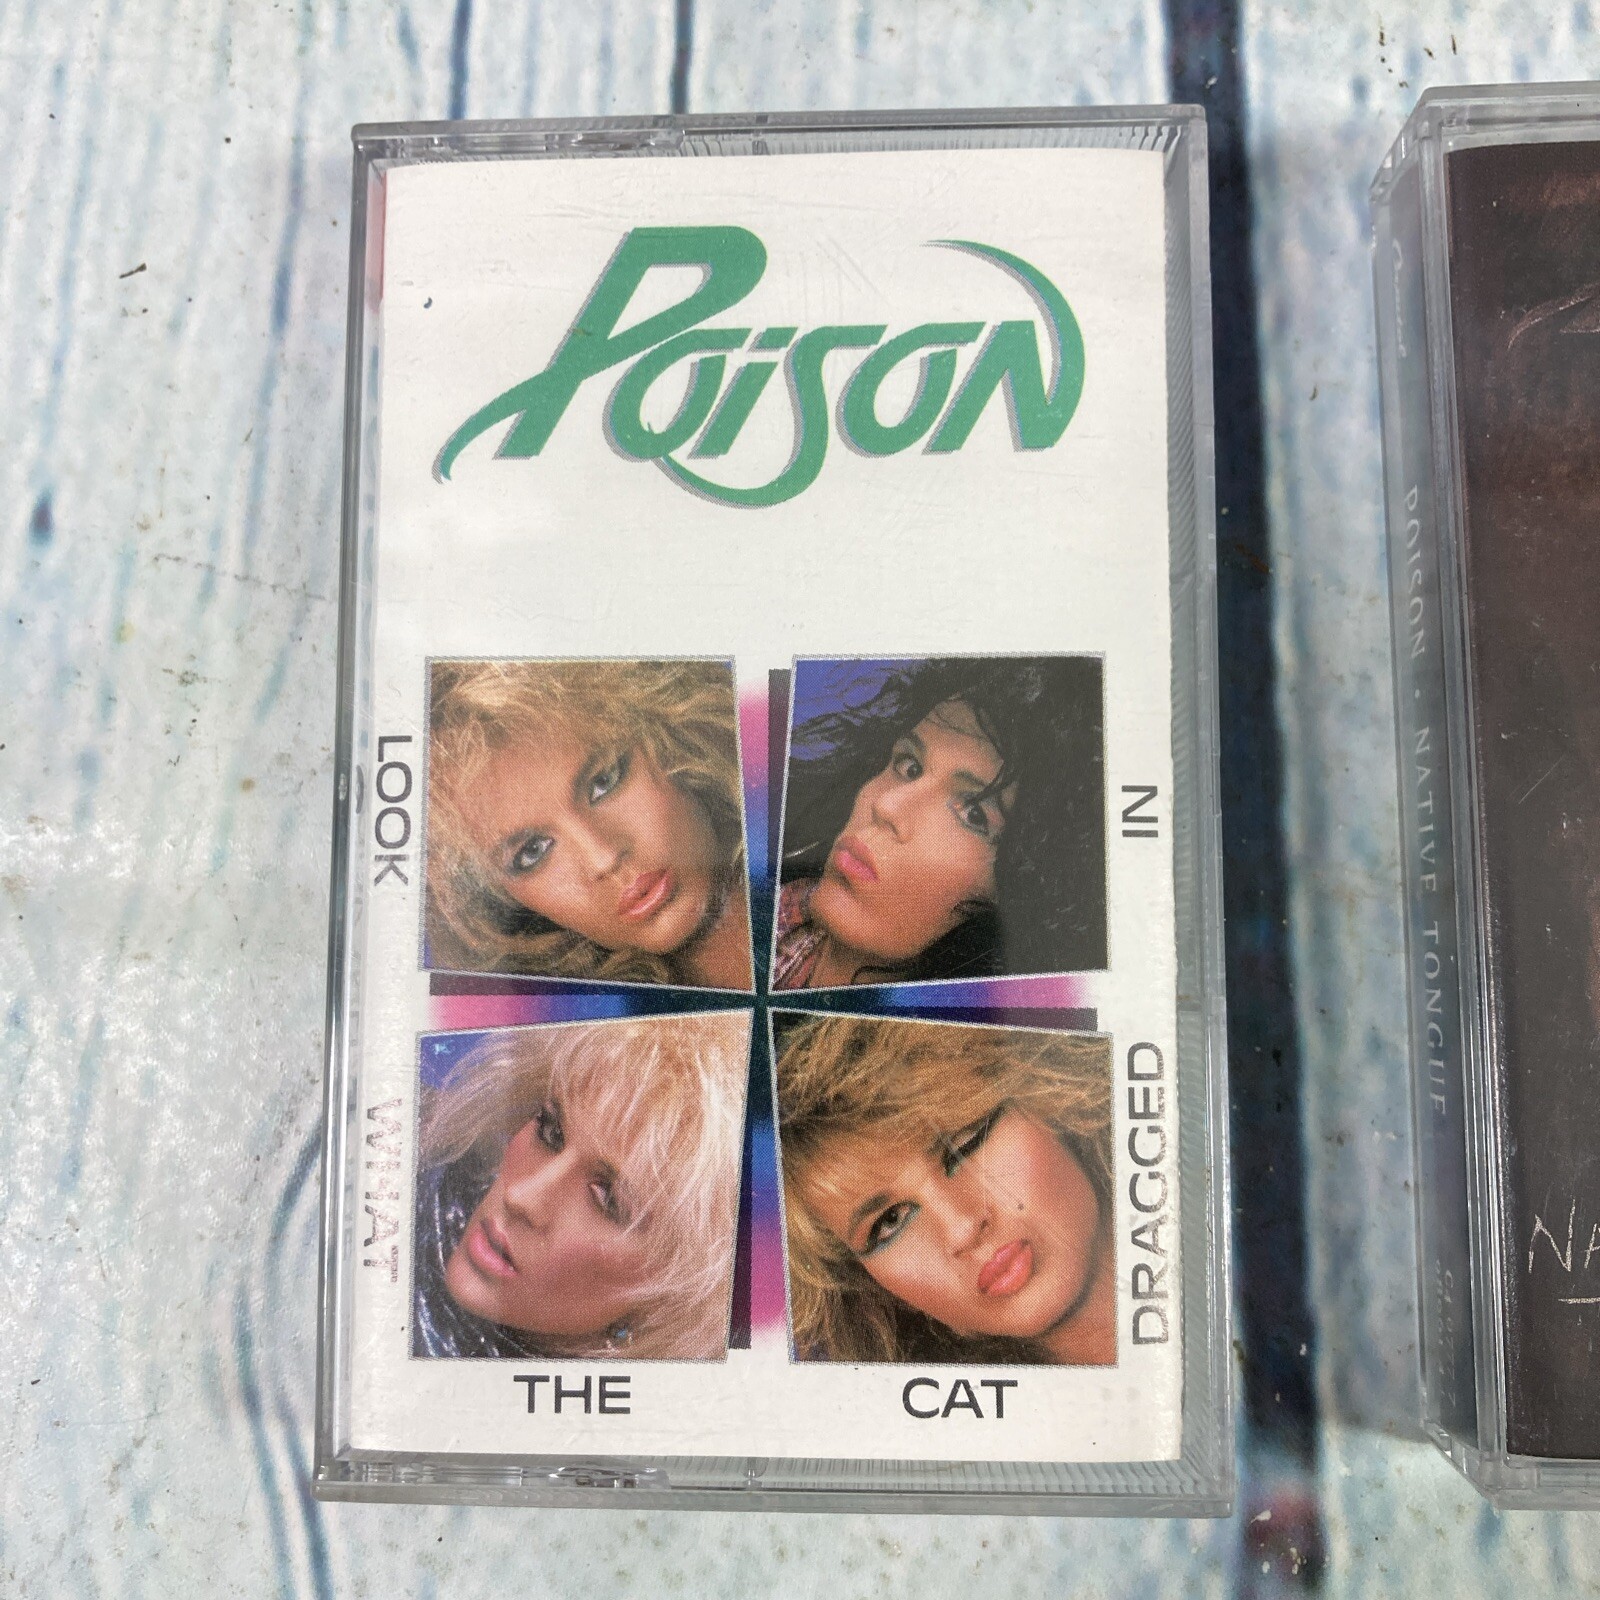 Poison
LOOK
WHAT
THE
CAT
DRAGGED
IN
POISON • NATIVE TONGUE